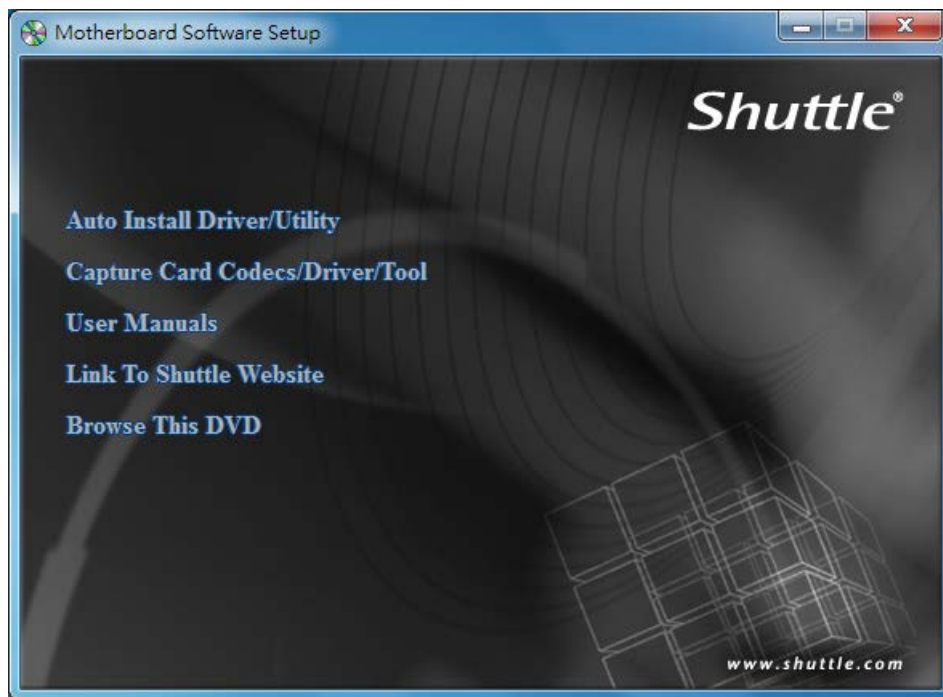 Motherboard Software Setup
Shuttle®
Auto Install Driver/Utility
Capture Card Codecs/Driver/Tool
User Manuals
Link To Shuttle Website
Browse This DVD
www.shuttle.com